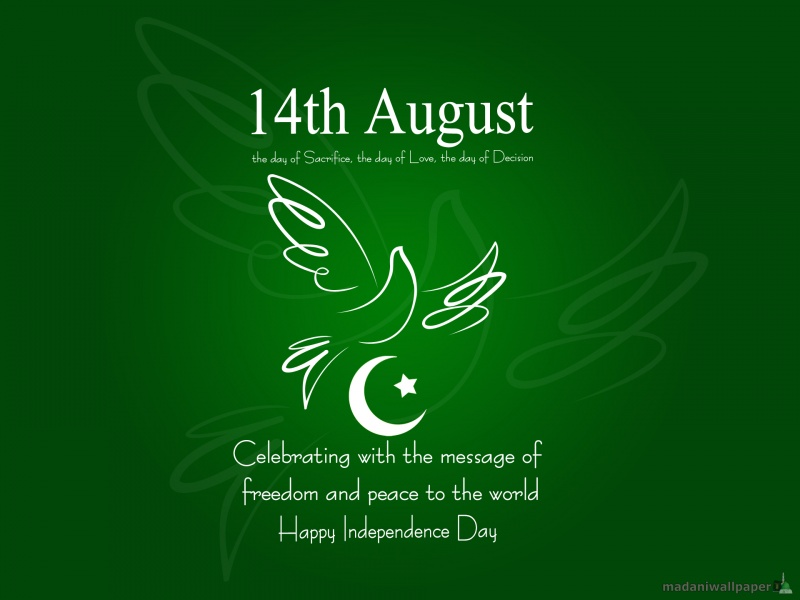 14th August
the day of Sacrifice, the day of Love, the day of Decision
Celebrating with the message of
freedom and peace to the world
Happy Independence Day
madaniwallpaper